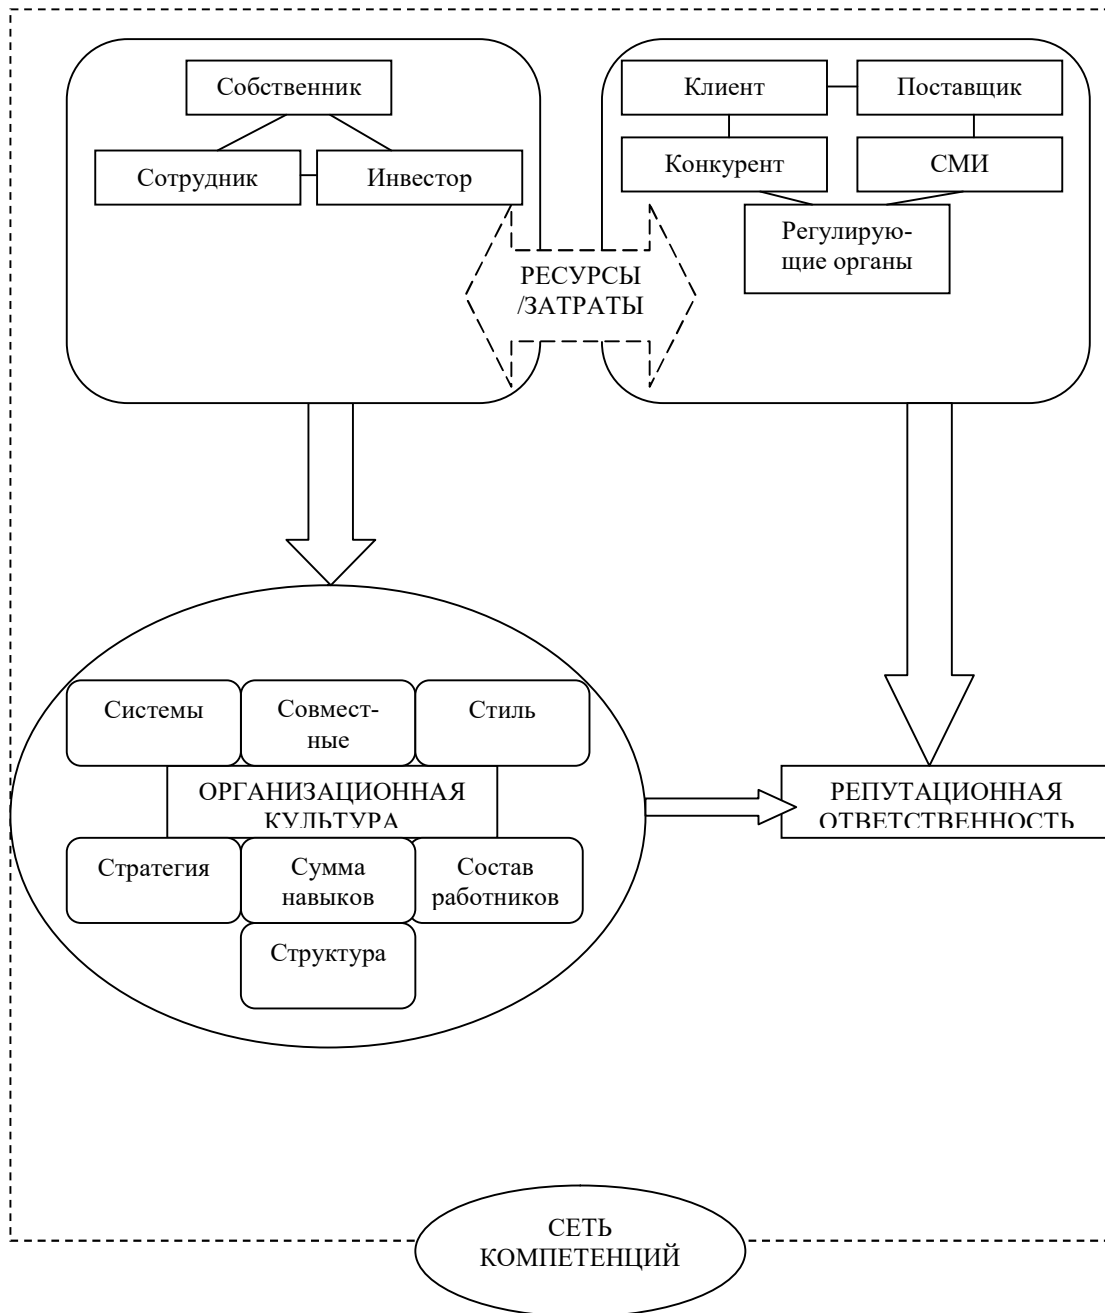 Собственник
Сотрудник
Инвестор
Клиент
Поставщик
Конкурент
СМИ
Регулирую-
щие органы
РЕСУРСЫ
/ЗАТРАТЫ
Системы
Совмест-
ные
Стиль
ОРГАНИЗАЦИОННАЯ
КУЛЬТУРА
РЕПУТАЦИОННАЯ
ОТВЕТСТВЕННОСТЬ
Стратегия
Сумма
навыков
Состав
работников
Структура
СЕТЬ
КОМПЕТЕНЦИЙ